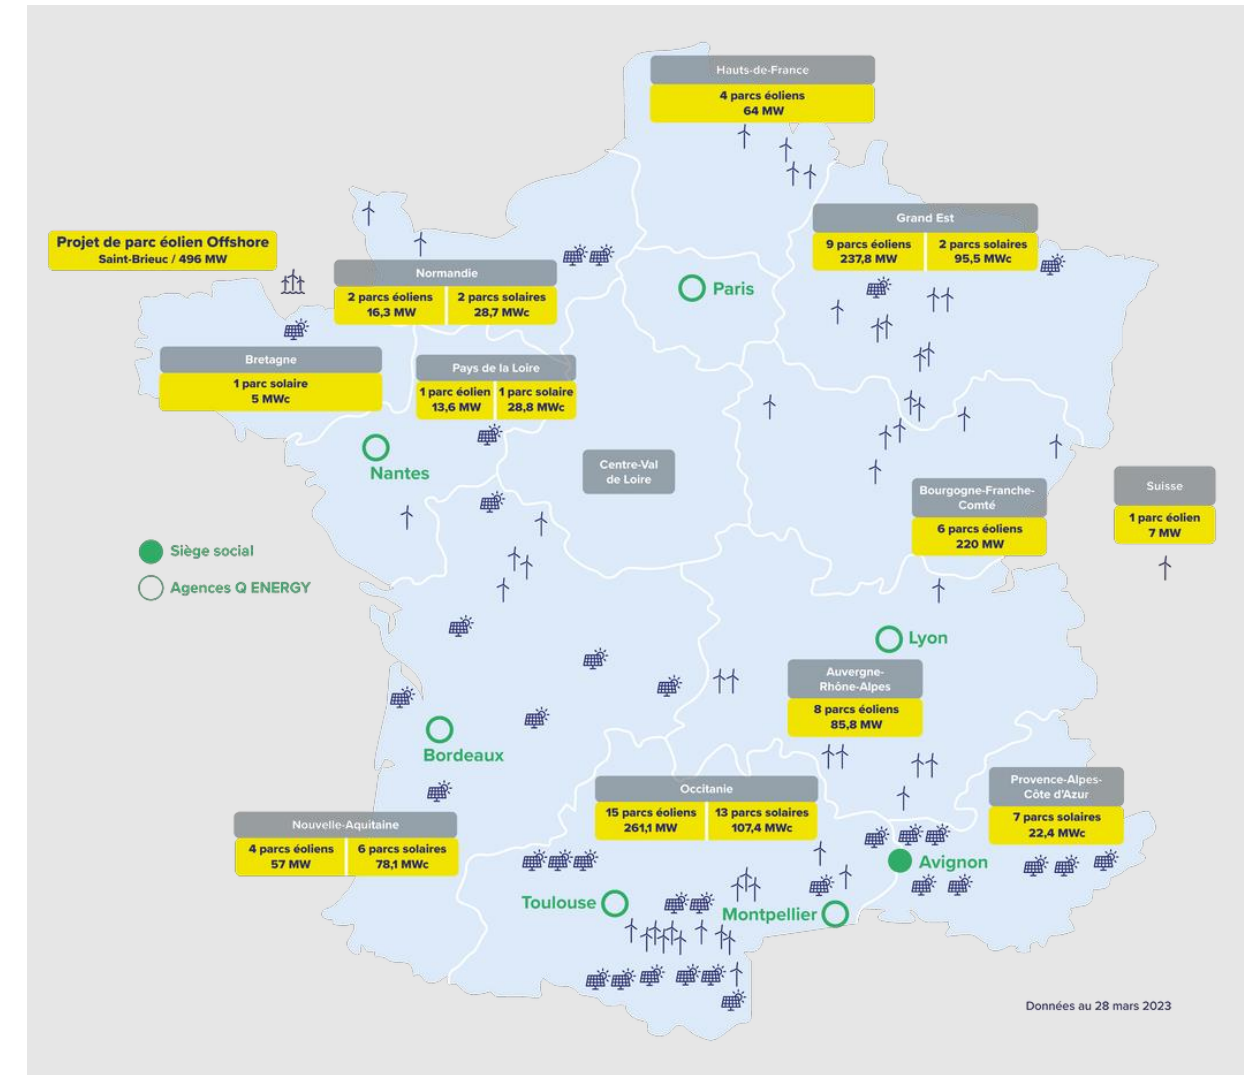 Hauts-de-France
4 parcs éoliens
64 MW
Grand Est
9 parcs éoliens
237,8 MW
2 parcs solaires
95,5 MWc
Projet de parc éolien Offshore
Saint-Brieuc / 496 MW
Normandie
2 parcs éoliens
16,3 MW
2 parcs solaires
28,7 MWc
Paris
Bretagne
1 parc solaire
5 MWc
Pays de la Loire
1 parc éolien
13,6 MW
1 parc solaire
28,8 MWc
Nantes
Centre-Val
de Loire
Bourgogne-Franche-
Comté
6 parcs éoliens
220 MW
Suisse
1 parc éolien
7 MW
Siège social
Agences Q ENERGY
Lyon
Auvergne-
Rhône-Alpes
8 parcs éoliens
85,8 MW
Bordeaux
Occitanie
15 parcs éoliens
261,1 MW
13 parcs solaires
107,4 MWc
Provence-Alpes-
Côte d'Azur
7 parcs solaires
22,4 MWc
Nouvelle-Aquitaine
4 parcs éoliens
57 MW
6 parcs solaires
78,1 MWc
Avignon
Toulouse
Montpellier
Données au 28 mars 2023